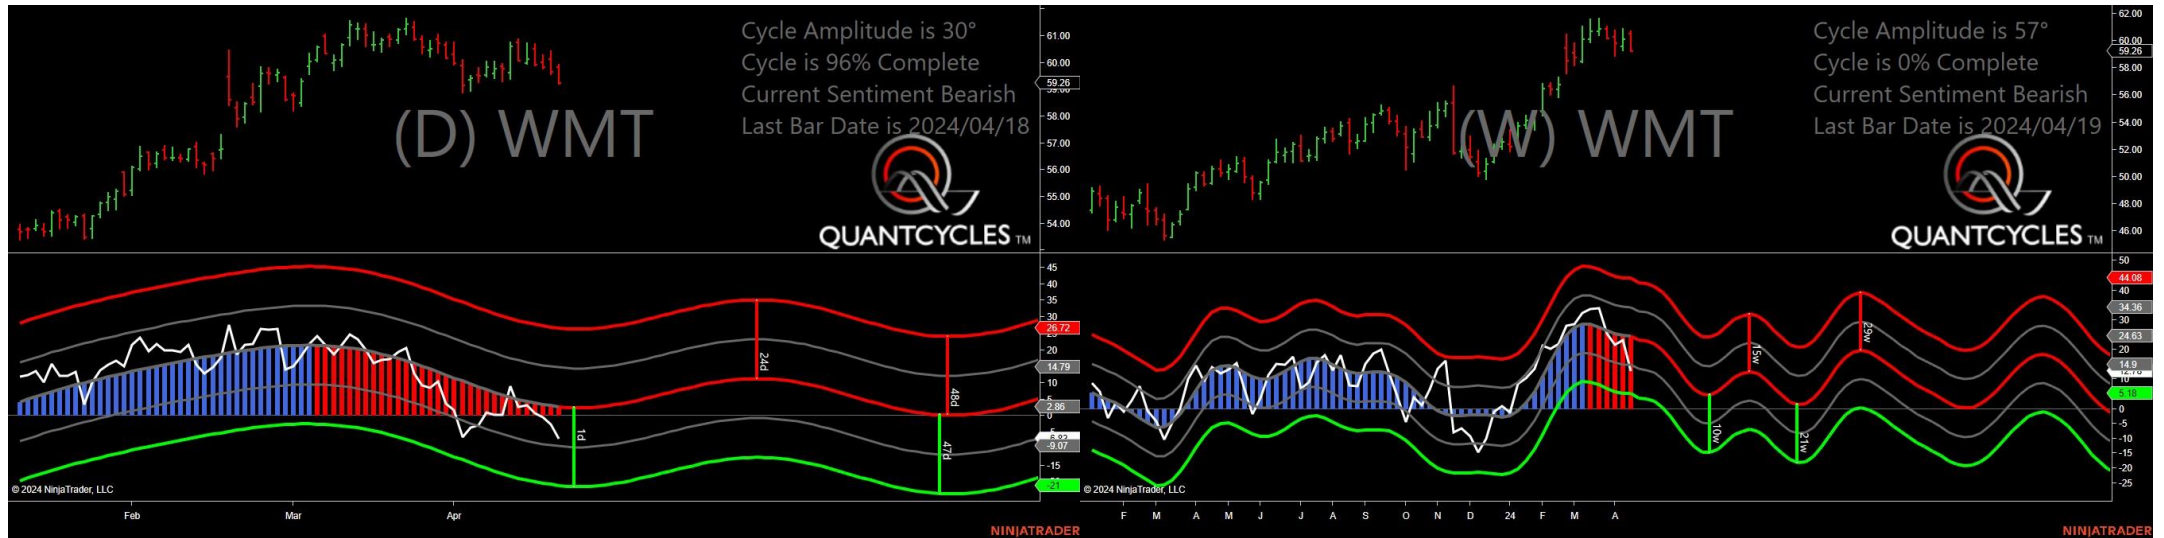 Cycle Amplitude is 30°
Cycle is 96% Complete
Current Sentiment Bearish
Last Bar Date is 2024/04/18
(D) WMT
QUANTCYCLES TM
61.00
60.00
59.26
59.00
58.00
57.00
56.00
55.00
54.00
45
40
35
30
26.72
20
14.79
10
5
2.86
-9.07
-15
-21
24d
48d
1d
47d
© 2024 NinjaTrader, LLC
Feb Mar Apr
NINJATRADER
Cycle Amplitude is 57°
Cycle is 0% Complete
Current Sentiment Bearish
Last Bar Date is 2024/04/19
(W) WMT
QUANTCYCLES TM
62.00
60.00
59.26
58.00
56.00
54.00
52.00
50.00
48.00
46.00
50
44.08
40
34.36
30
24.63
20
14.9
10
5.18
0
-5
-10
-15
-20
-25
15w
29w
10w
21w
© 2024 NinjaTrader, LLC
F M A M J J A S O N D 24 F M A
NINJATRADER